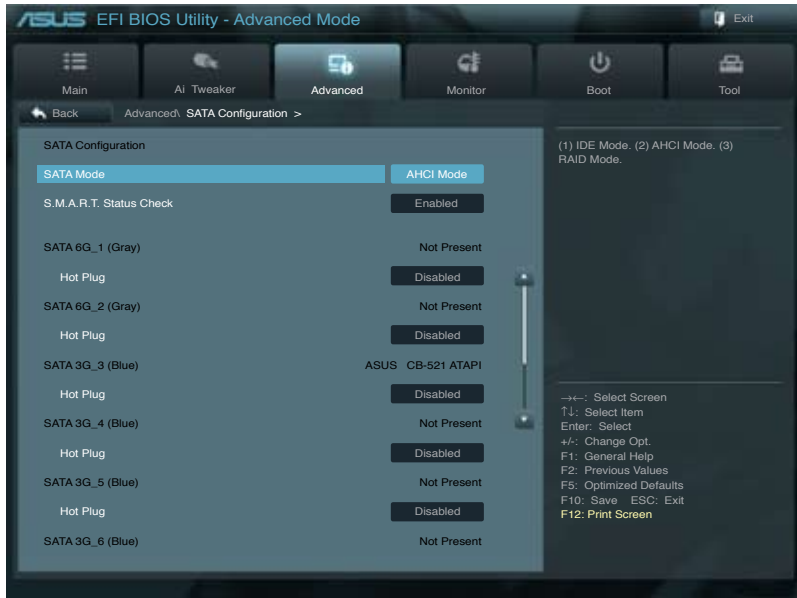 ASUS EFI BIOS Utility - Advanced Mode Exit
Main Ai Tweaker Advanced Monitor Boot Tool
Back Advanced\ SATA Configuration >
SATA Configuration
SATA Mode AHCI Mode
S.M.A.R.T. Status Check Enabled
SATA 6G_1 (Gray) Not Present
Hot Plug Disabled
SATA 6G_2 (Gray) Not Present
Hot Plug Disabled
SATA 3G_3 (Blue) ASUS CB-521 ATAPI
Hot Plug Disabled
SATA 3G_4 (Blue) Not Present
Hot Plug Disabled
SATA 3G_5 (Blue) Not Present
Hot Plug Disabled
SATA 3G_6 (Blue) Not Present
(1) IDE Mode. (2) AHCI Mode. (3)
RAID Mode.
→←: Select Screen
↑↓: Select Item
Enter: Select
+/-: Change Opt.
F1: General Help
F2: Previous Values
F5: Optimized Defaults
F10: Save ESC: Exit
F12: Print Screen